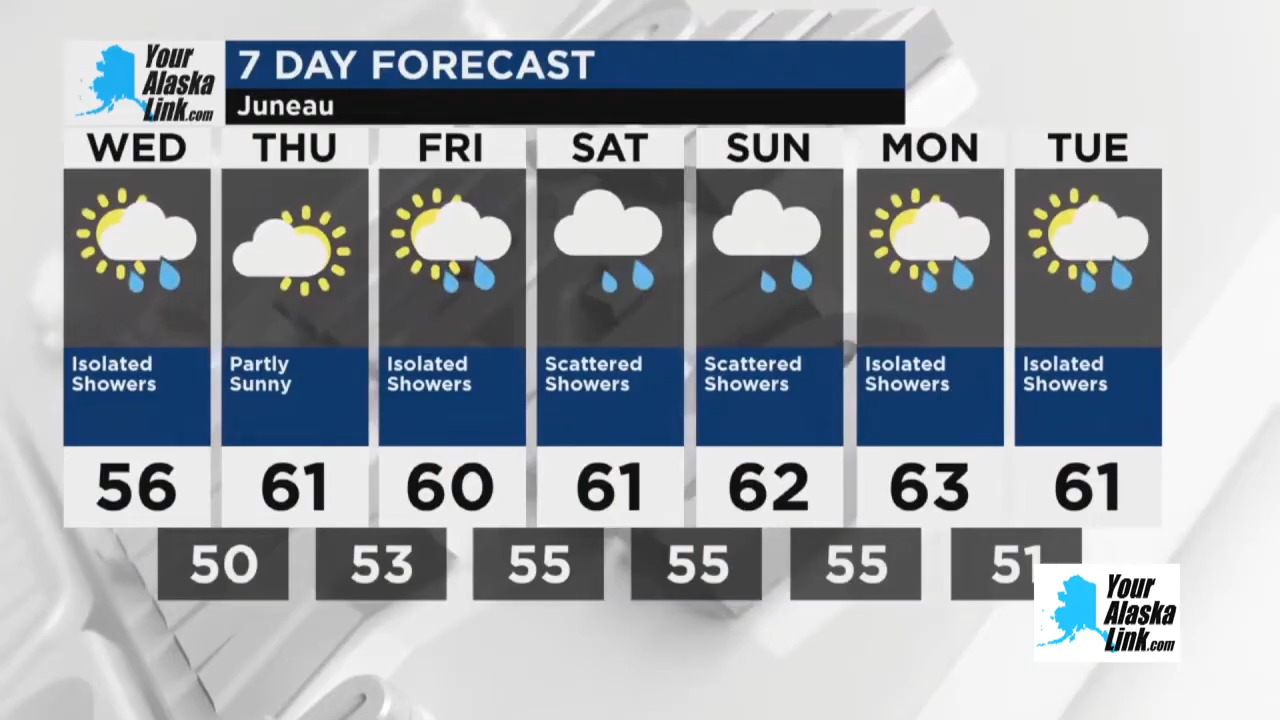 Your
Alaska
Link.com
7 DAY FORECAST
Juneau
WED THU FRI SAT SUN MON TUE
Isolated Showers
Partly Sunny
Isolated Showers
Scattered Showers
Scattered Showers
Isolated Showers
Isolated Showers
56 61 60 61 62 63 61
50 53 55 55 55 51
Your
Alaska
Link.com